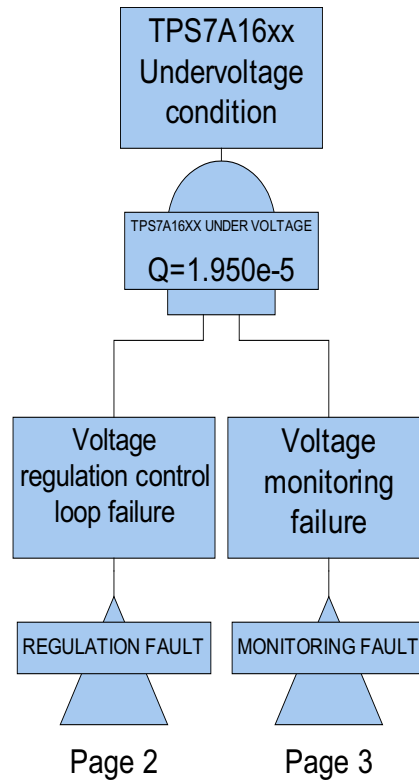 TPS7A16xx
Undervoltage
condition
TPS7A16XX UNDER VOLTAGE
Q=1.950e-5
Voltage
regulation control
loop failure
Voltage
monitoring
failure
REGULATION FAULT
MONITORING FAULT
Page 2
Page 3